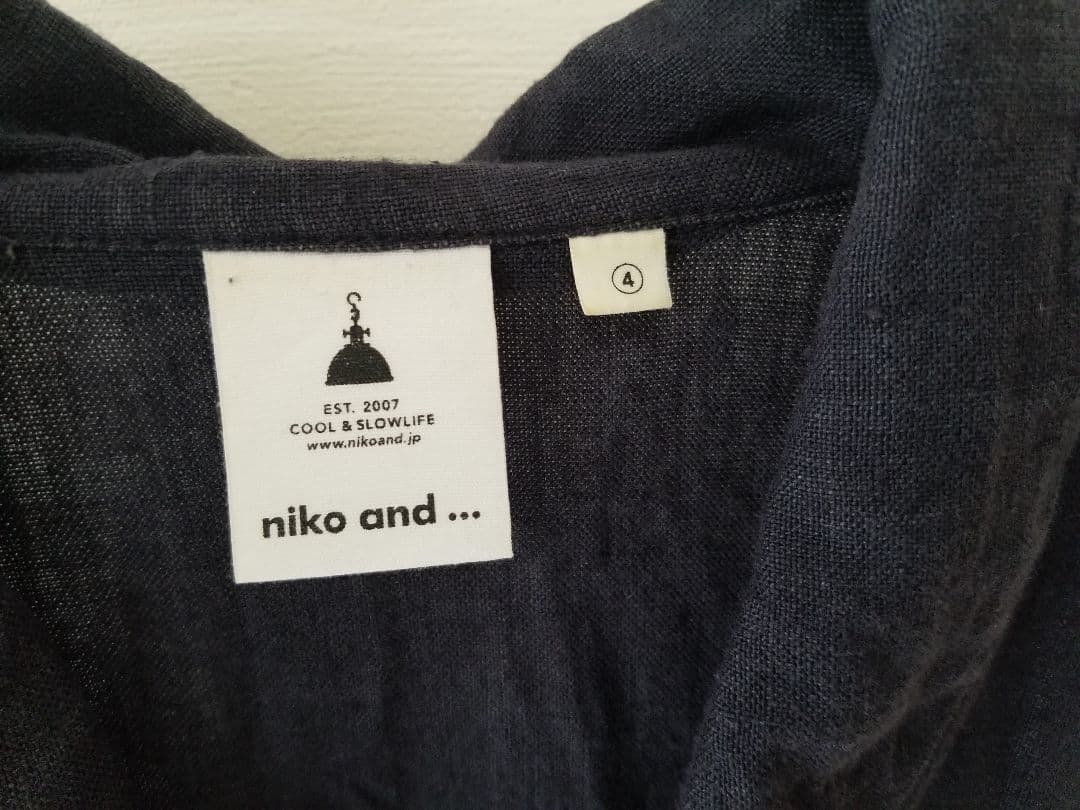 EST. 2007
COOL & SLOWLIFE
www.nikoand.jp
niko and ...
④